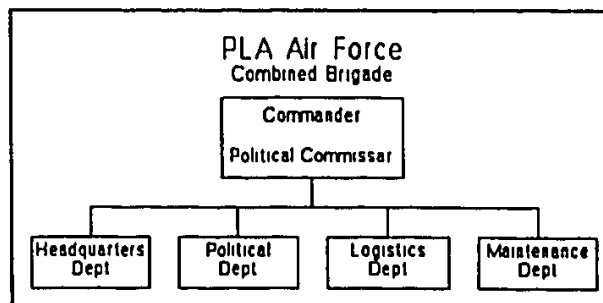 PLA Air Force
Combined Brigade
Commander
Political Commissar
Headquarters
Dept
Political
Dept
Logistics
Dept
Maintenance
Dept